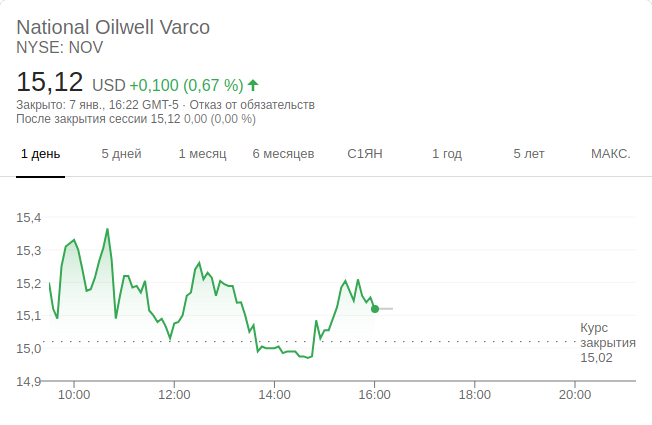 National Oilwell Varco
NYSE: NOV
15,12 USD +0,100 (0,67 %)
Закрыто: 7 янв., 16:22 GMT-5 · Отказ от обязательств
После закрытия сессии 15,12 0,00 (0,00 %)
1 день 5 дней 1 месяц 6 месяцев С1ЯН 1 год 5 лет МАКС.
15,4
15,3
15,2
15,1
15,0
14,9
Курс
закрытия
15,02
10:00 12:00 14:00 16:00 18:00 20:00